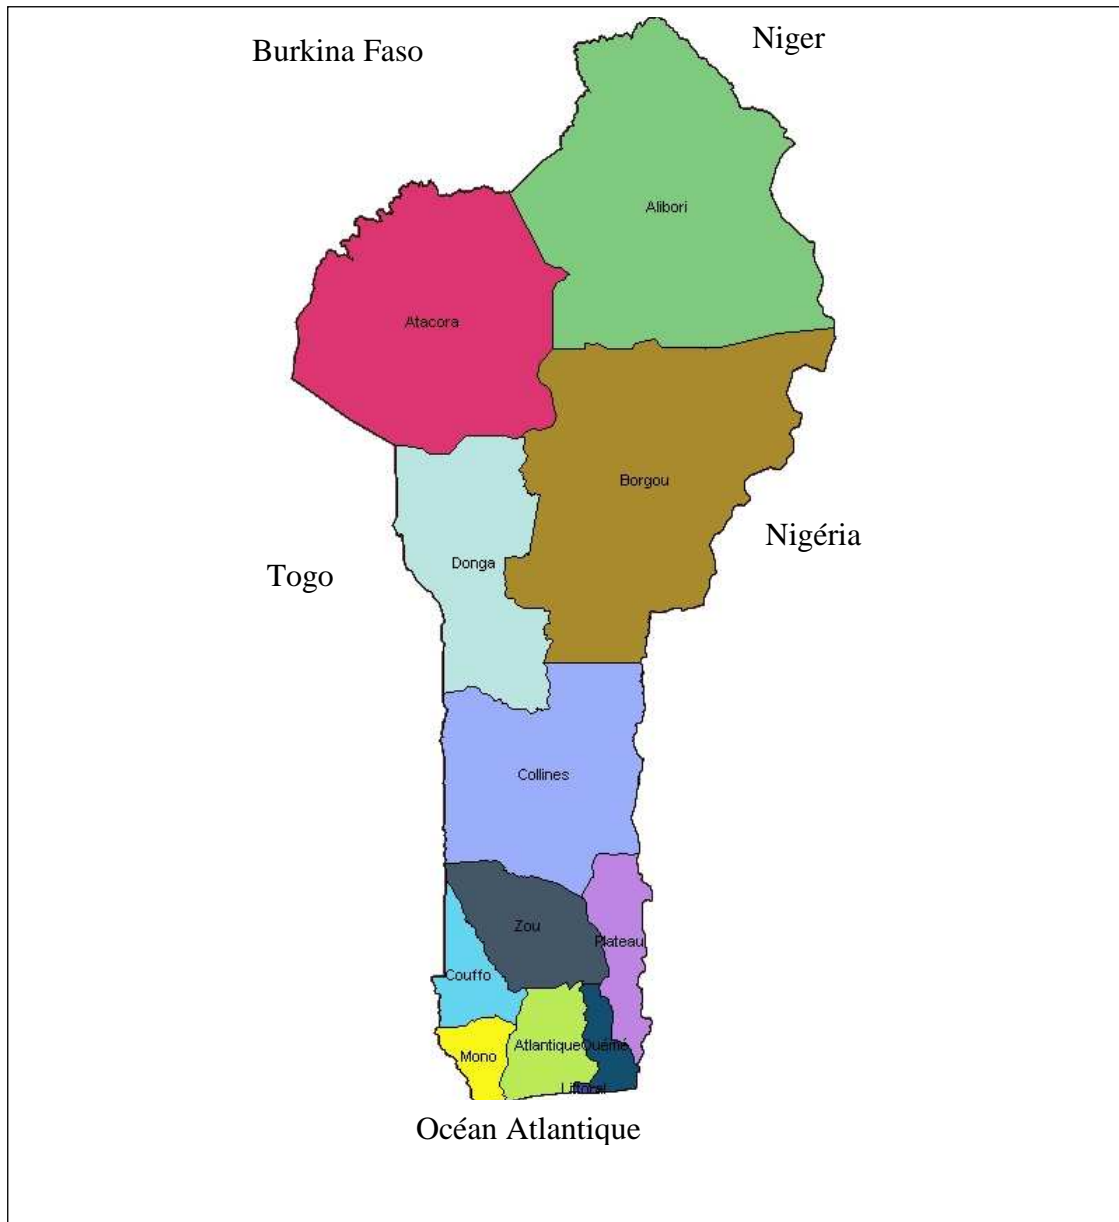 Burkina Faso
Niger
Alibori
Atacora
Borgou
Nigéria
Donga
Togo
Collines
Zou
Plateau
Couffo
Atlantique
Ouémé
Mono
Littoral
Océan Atlantique